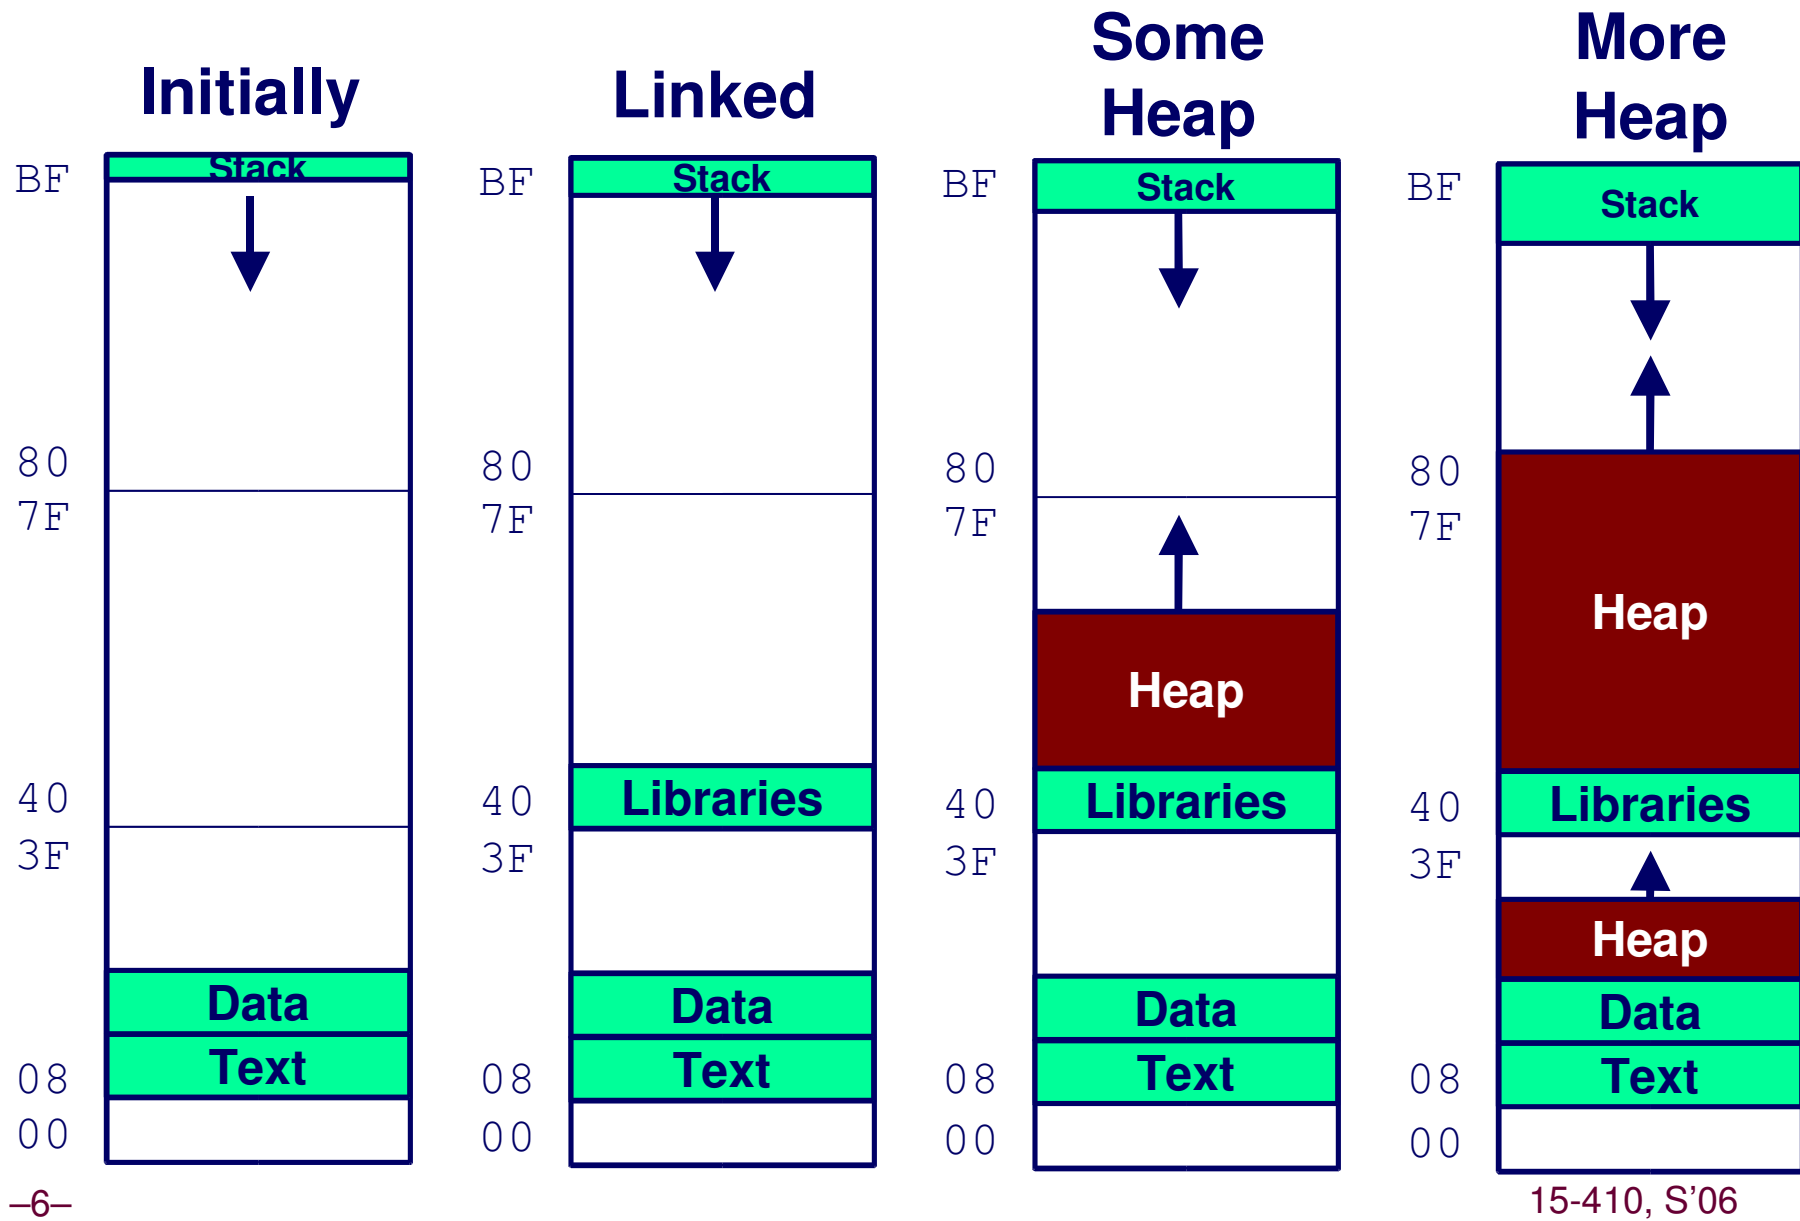 Initially
BF
Stack
80
7F
40
3F
Data
Text
08
00
Linked
BF
Stack
80
7F
Libraries
40
3F
Data
Text
08
00
Some
Heap
BF
Stack
80
7F
Heap
Libraries
40
3F
Data
Text
08
00
More
Heap
BF
Stack
80
7F
Heap
Libraries
40
3F
Heap
Data
Text
08
00
–6–
15-410, S’06